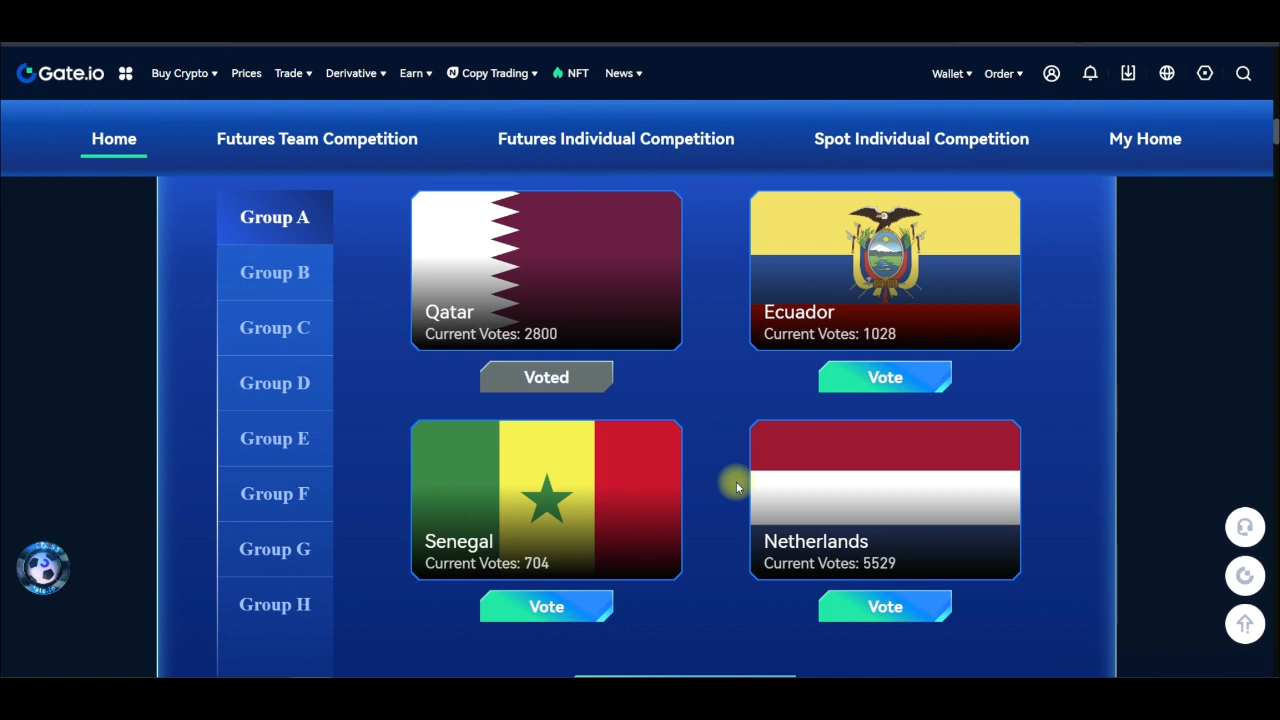 Gate.io
Buy Crypto
Prices
Trade
Derivative
Earn
Copy Trading
NFT
News
Wallet
Order
Home
Futures Team Competition
Futures Individual Competition
Spot Individual Competition
My Home
Group A
Group B
Group C
Group D
Group E
Group F
Group G
Group H
Qatar
Current Votes: 2800
Voted
Ecuador
Current Votes: 1028
Vote
Senegal
Current Votes: 704
Vote
Netherlands
Current Votes: 5529
Vote